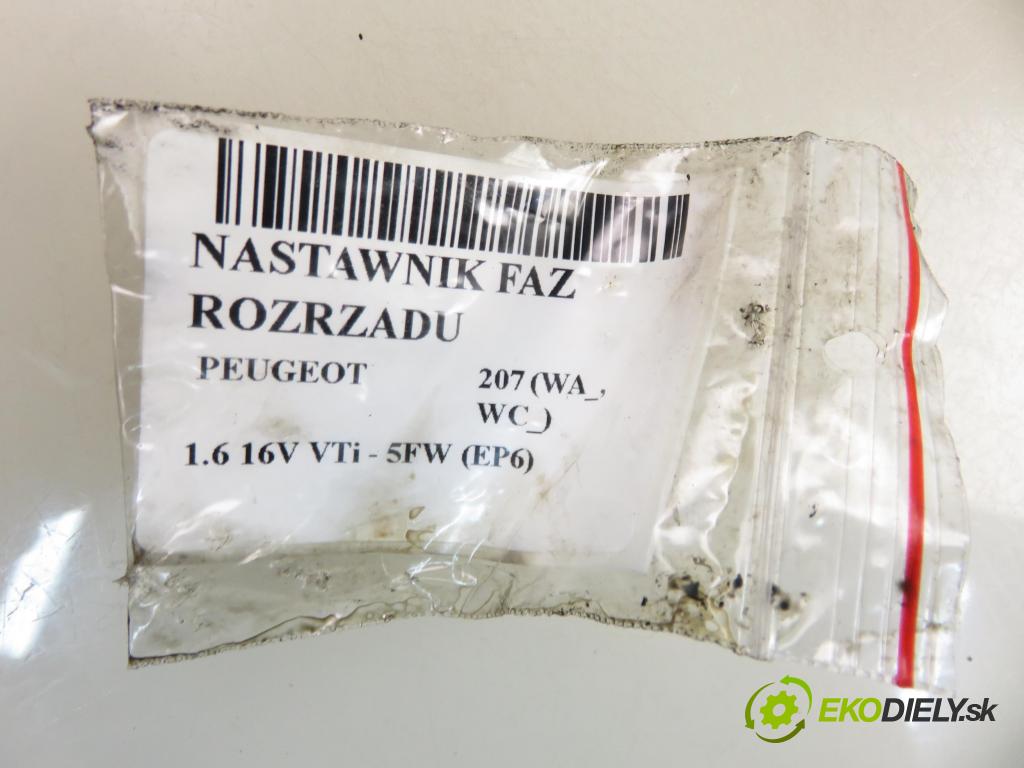 NASTAWNIK FAZ
ROZRZADU
PEUGEOT 207 (WA_,
WC_)
1.6 16V VTi - 5FW (EP6)
EKODIELY.sk